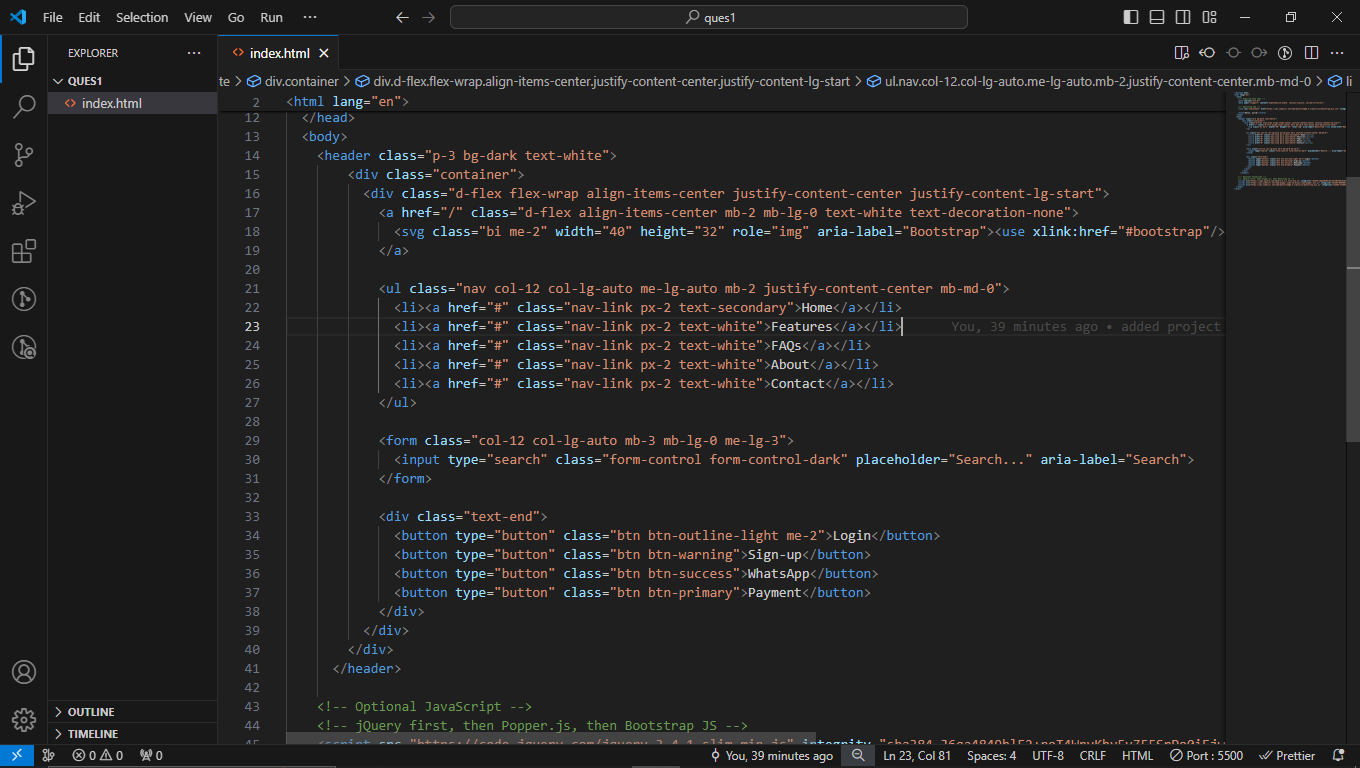 File Edit Selection View Go Run ···
ques1
EXPLORER ···
QUES1
index.html
OUTLINE
TIMELINE
index.html
te > div.container > div.d-flex.flex-wrap.align-items-center.justify-content-center.justify-content-lg-start > ul.nav.col-12.col-lg-auto.me-lg-auto.mb-2.justify-content-center.mb-md-0 > li
2 <html lang="en">
12 </head>
13 <body>
14 <header class="p-3 bg-dark text-white">
15 <div class="container">
16 <div class="d-flex flex-wrap align-items-center justify-content-center justify-content-lg-start">
17 <a href="/" class="d-flex align-items-center mb-2 mb-lg-0 text-white text-decoration-none">
18 <svg class="bi me-2" width="40" height="32" role="img" aria-label="Bootstrap"><use xlink:href="#bootstrap"/>
19 </a>
20
21 <ul class="nav col-12 col-lg-auto me-lg-auto mb-2 justify-content-center mb-md-0">
22 <li><a href="#" class="nav-link px-2 text-secondary">Home</a></li>
23 <li><a href="#" class="nav-link px-2 text-white">Features</a></li> You, 39 minutes ago • added project
24 <li><a href="#" class="nav-link px-2 text-white">FAQs</a></li>
25 <li><a href="#" class="nav-link px-2 text-white">About</a></li>
26 <li><a href="#" class="nav-link px-2 text-white">Contact</a></li>
27 </ul>
28
29 <form class="col-12 col-lg-auto mb-3 mb-lg-0 me-lg-3">
30 <input type="search" class="form-control form-control-dark" placeholder="Search..." aria-label="Search">
31 </form>
32
33 <div class="text-end">
34 <button type="button" class="btn btn-outline-light me-2">Login</button>
35 <button type="button" class="btn btn-warning">Sign-up</button>
36 <button type="button" class="btn btn-success">WhatsApp</button>
37 <button type="button" class="btn btn-primary">Payment</button>
38 </div>
39 </div>
40 </div>
41 </header>
42
43 <!-- Optional JavaScript -->
44 <!-- jQuery first, then Popper.js, then Bootstrap JS -->
45 <script src="https://code.jquery.com/jquery-3.4.1.slim.min.js"
0 0 0 You, 39 minutes ago Ln 23, Col 81 Spaces: 4 UTF-8 CRLF HTML Port : 5500 Prettier